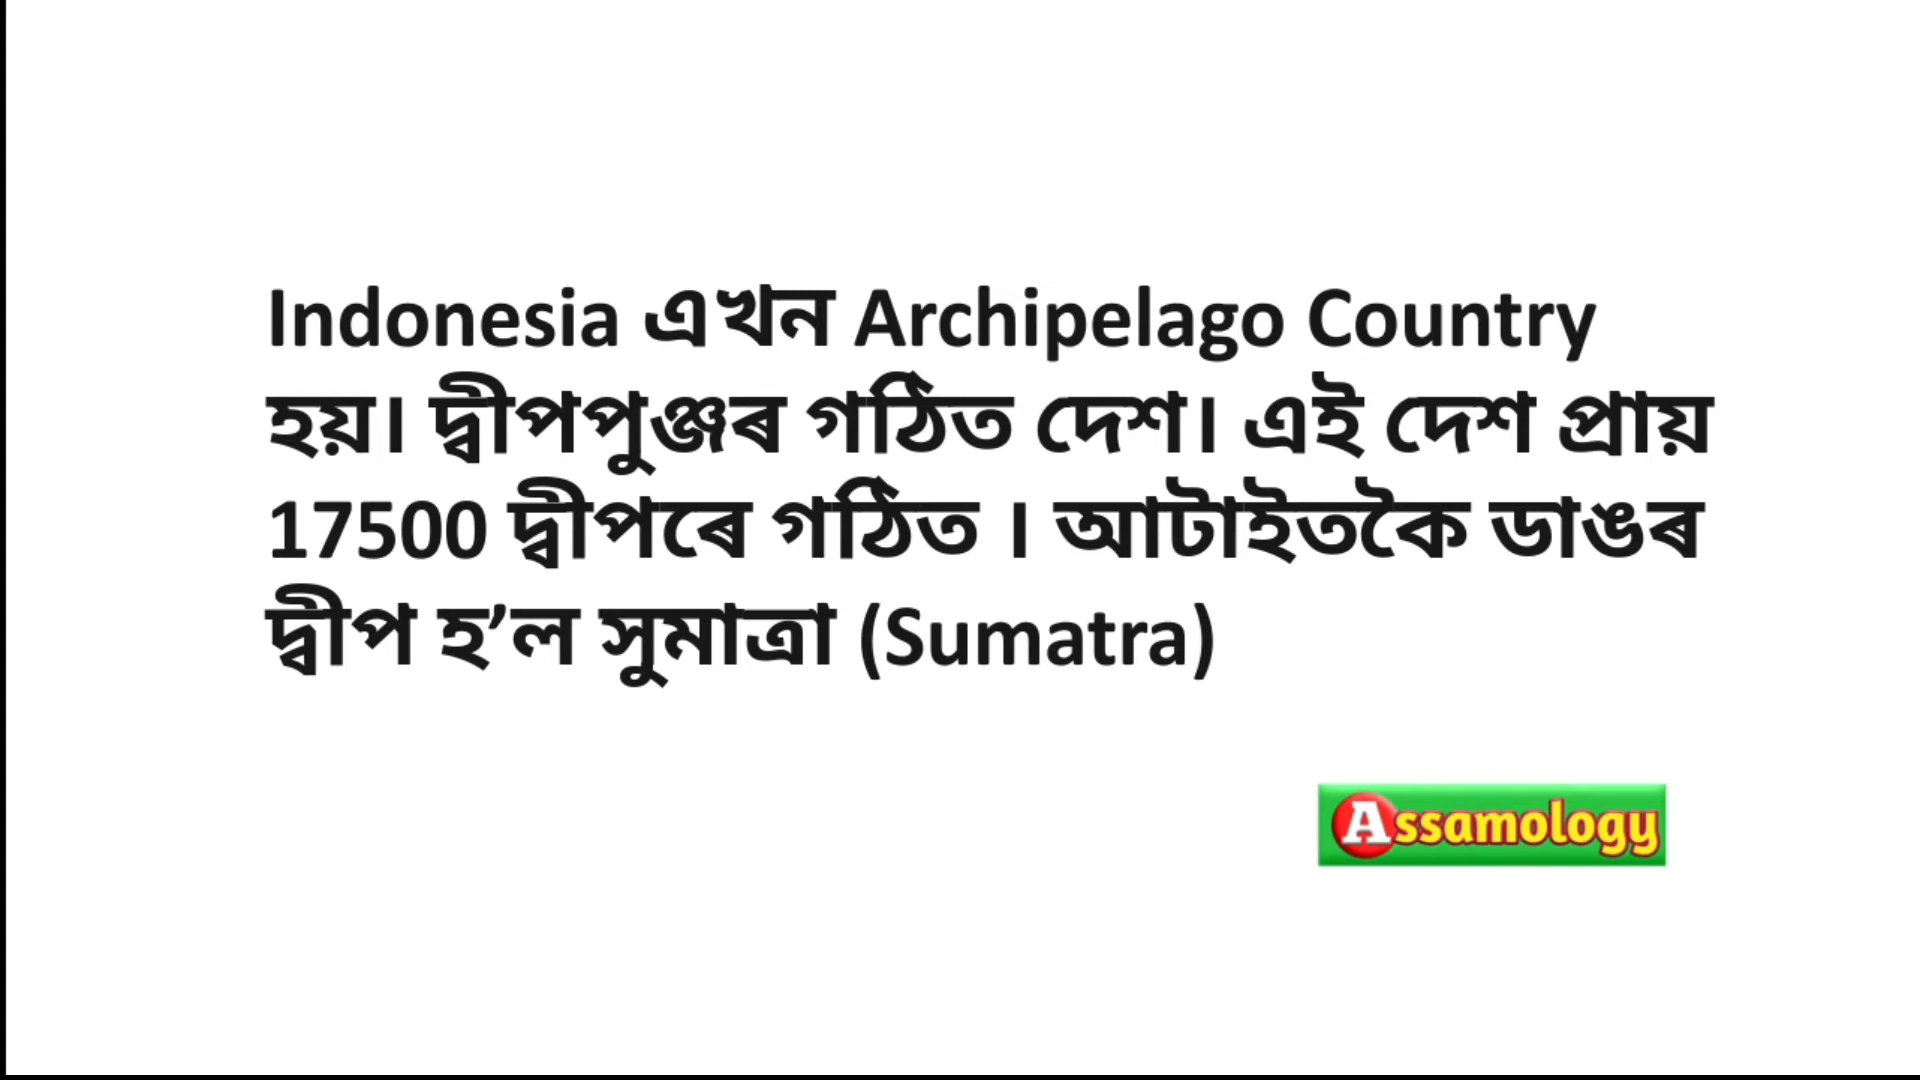 Indonesia এখন Archipelago Country
হয়। দ্বীপপুঞ্জৰ গঠিত দেশ। এই দেশ প্ৰায়
17500 দ্বীপৰে গঠিত । আটাইতকৈ ডাঙৰ
দ্বীপ হ’ল সুমাত্ৰা (Sumatra)
Assamology